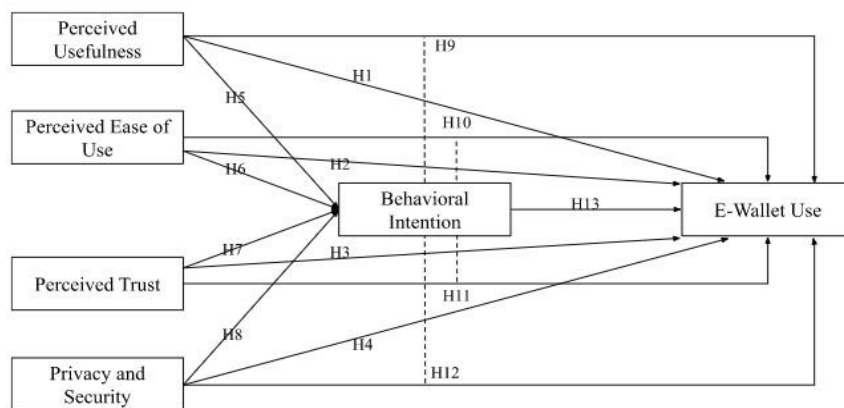 Perceived
Usefulness
H9
H1
H5
Perceived Ease of
Use
H10
H2
H6
Behavioral
Intention
H13
E-Wallet Use
H7
H3
Perceived Trust
H11
H8
H4
Privacy and
Security
H12